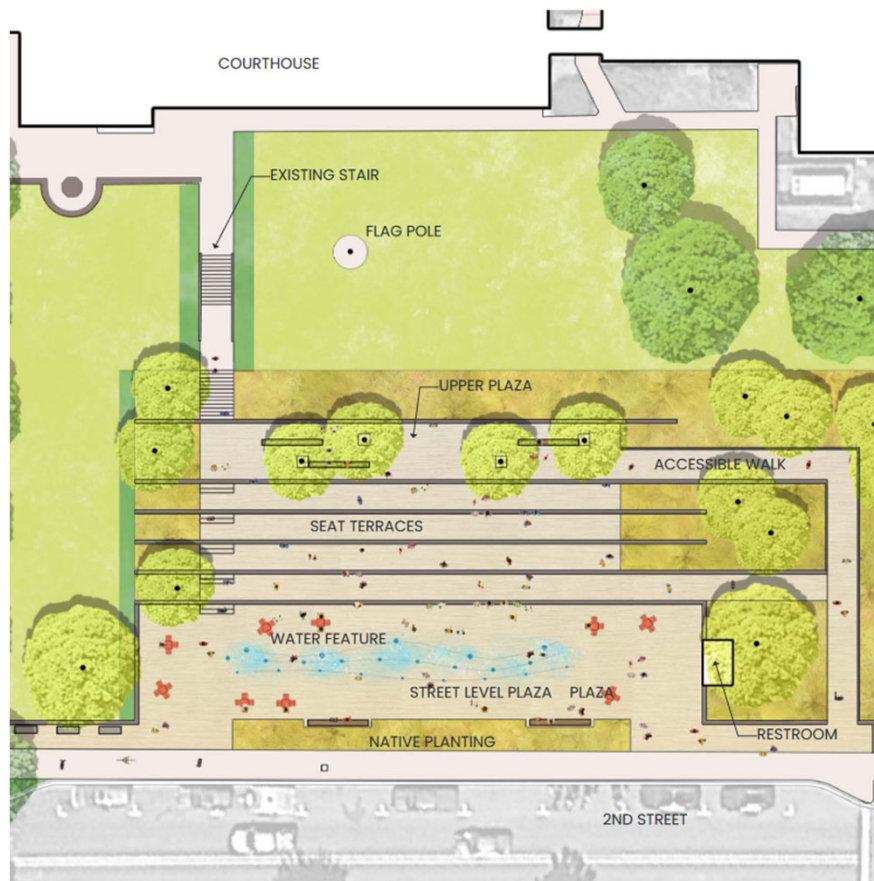 COURTHOUSE
EXISTING STAIR
FLAG POLE
UPPER PLAZA
ACCESSIBLE WALK
SEAT TERRACES
WATER FEATURE
STREET LEVEL PLAZA PLAZA
RESTROOM
NATIVE PLANTING
2ND STREET